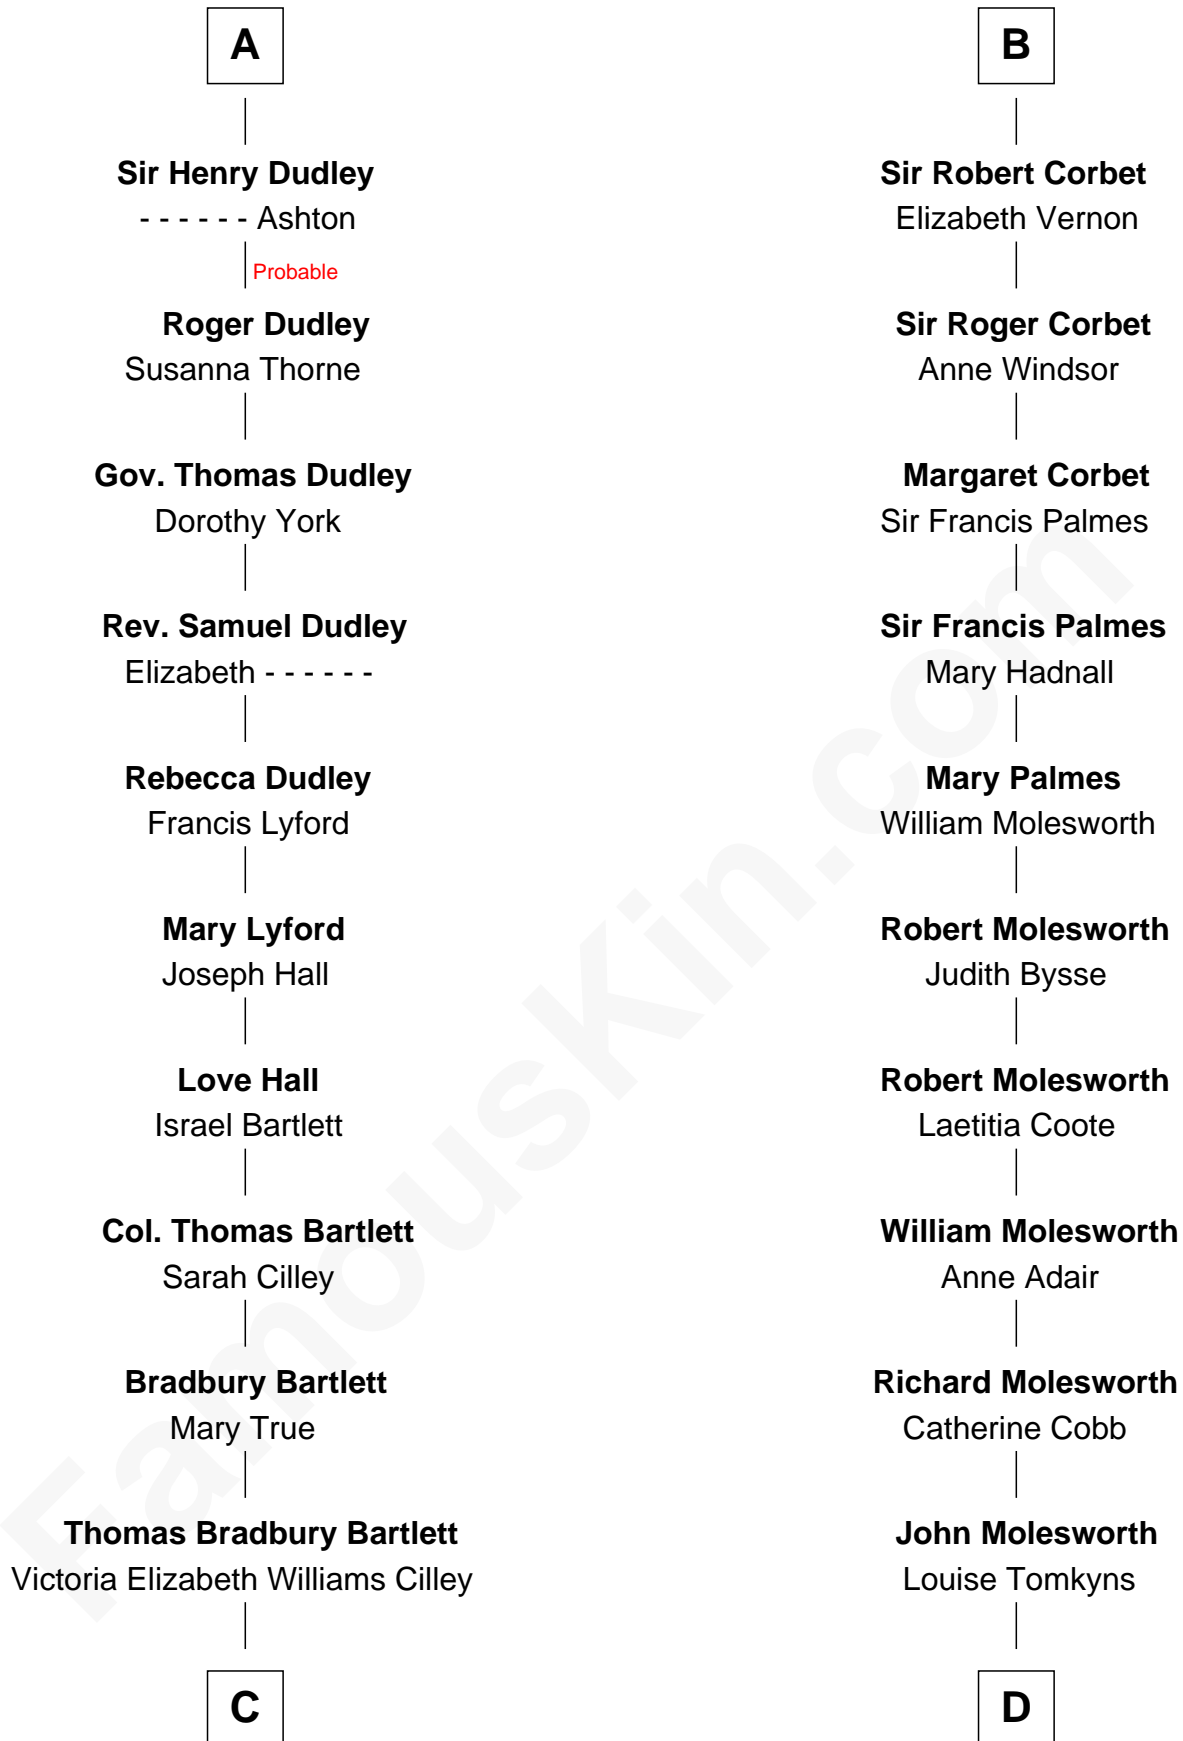 A
Sir Henry Dudley
- - - - - - Ashton
Probable
Roger Dudley
Susanna Thorne
Gov. Thomas Dudley
Dorothy York
Rev. Samuel Dudley
Elizabeth - - - - - -
Rebecca Dudley
Francis Lyford
Mary Lyford
Joseph Hall
Love Hall
Israel Bartlett
Col. Thomas Bartlett
Sarah Cilley
Bradbury Bartlett
Mary True
Thomas Bradbury Bartlett
Victoria Elizabeth Williams Cilley
C
B
Sir Robert Corbet
Elizabeth Vernon
Sir Roger Corbet
Anne Windsor
Margaret Corbet
Sir Francis Palmes
Sir Francis Palmes
Mary Hadnall
Mary Palmes
William Molesworth
Robert Molesworth
Judith Bysse
Robert Molesworth
Laetitia Coote
William Molesworth
Anne Adair
Richard Molesworth
Catherine Cobb
John Molesworth
Louise Tomkyns
D
FamousKin.com